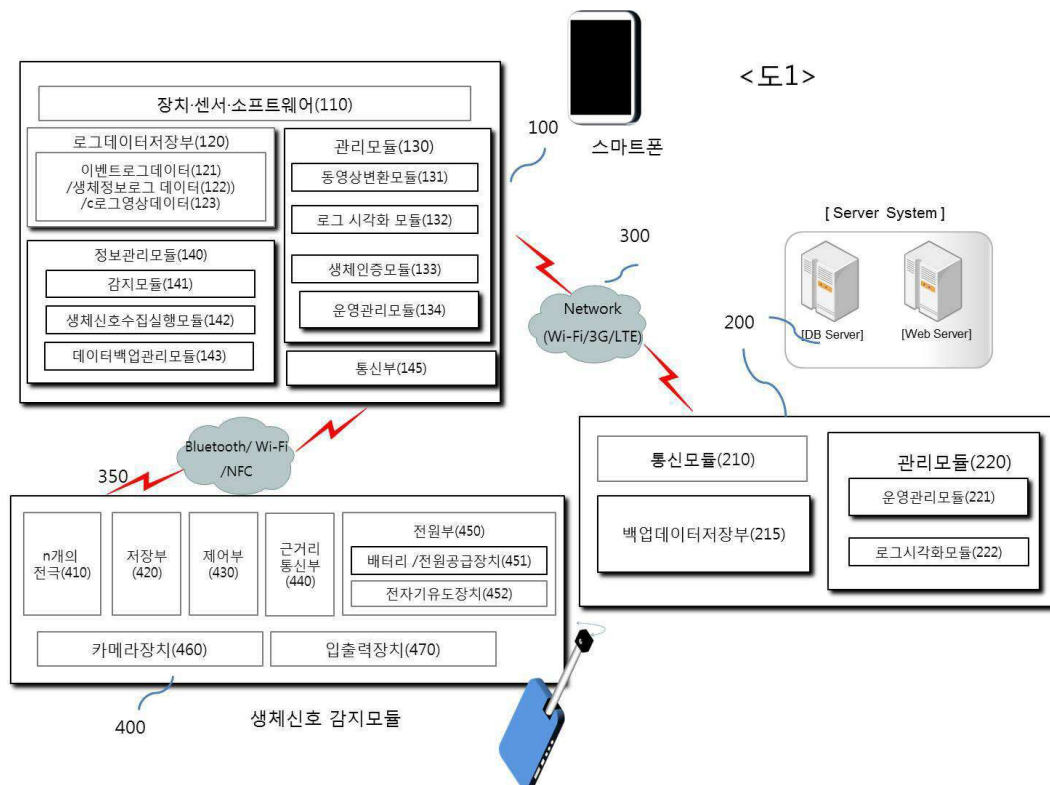 <도1>
스마트폰
100
장치·센서·소프트웨어(110)
로그데이터저장부(120)
이벤트로그데이터(121)
/생체정보로그 데이터(122))
/c로그영상데이터(123)
관리모듈(130)
동영상변환모듈(131)
로그 시각화 모듈(132)
생체인증모듈(133)
운영관리모듈(134)
정보관리모듈(140)
감지모듈(141)
생체신호수집실행모듈(142)
데이터백업관리모듈(143)
통신부(145)
300
Network
(Wi-Fi/3G/LTE)
[ Server System ]
[DB Server]
[Web Server]
200
통신모듈(210)
백업데이터저장부(215)
관리모듈(220)
운영관리모듈(221)
로그시각화모듈(222)
Bluetooth/ Wi-Fi
/NFC
350
n개의
전극(410)
저장부
(420)
제어부
(430)
근거리
통신부
(440)
전원부(450)
배터리 /전원공급장치(451)
전자기유도장치(452)
카메라장치(460)
입출력장치(470)
400
생체신호 감지모듈